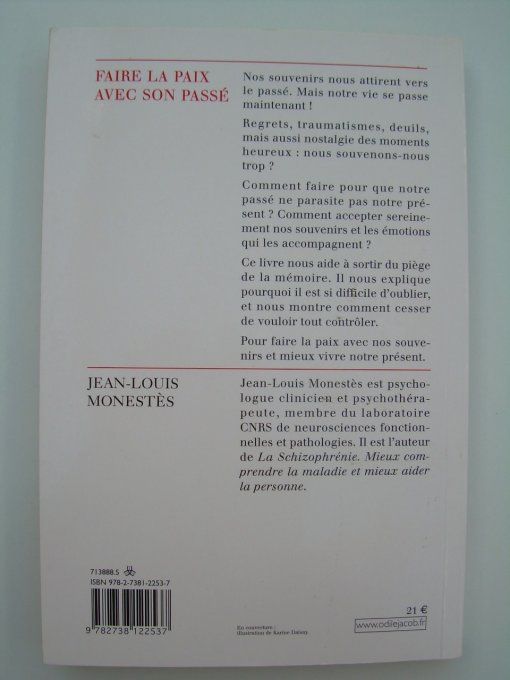 FAIRE LA PAIX
AVEC SON PASSÉ
Nos souvenirs nous attirent vers
le passé. Mais notre vie se passe
maintenant !
Regrets, traumatismes, deuils,
mais aussi nostalgie des moments
heureux : nous souvenons-nous
trop ?
Comment faire pour que notre
passé ne parasite pas notre pré-
sent ? Comment accepter sereine-
ment nos souvenirs et les émotions
qui les accompagnent ?
Ce livre nous aide à sortir du piège
de la mémoire. Il nous explique
pourquoi il est si difficile d'oublier,
et nous montre comment cesser
de vouloir tout contrôler.
Pour faire la paix avec nos souve-
nirs et mieux vivre notre présent.
JEAN-LOUIS
MONESTÈS
Jean-Louis Monestès est psycho-
logue clinicien et psychothéra-
peute, membre du laboratoire
CNRS de neurosciences fonction-
nelles et pathologies. Il est l'auteur
de La Schizophrénie. Mieux com-
prendre la maladie et mieux aider
la personne.
713888.5
ISBN 978-2-7381-2253-7
9 782738 122537
En couverture :
illustration de Karine
21 €
www.odilejacob.fr